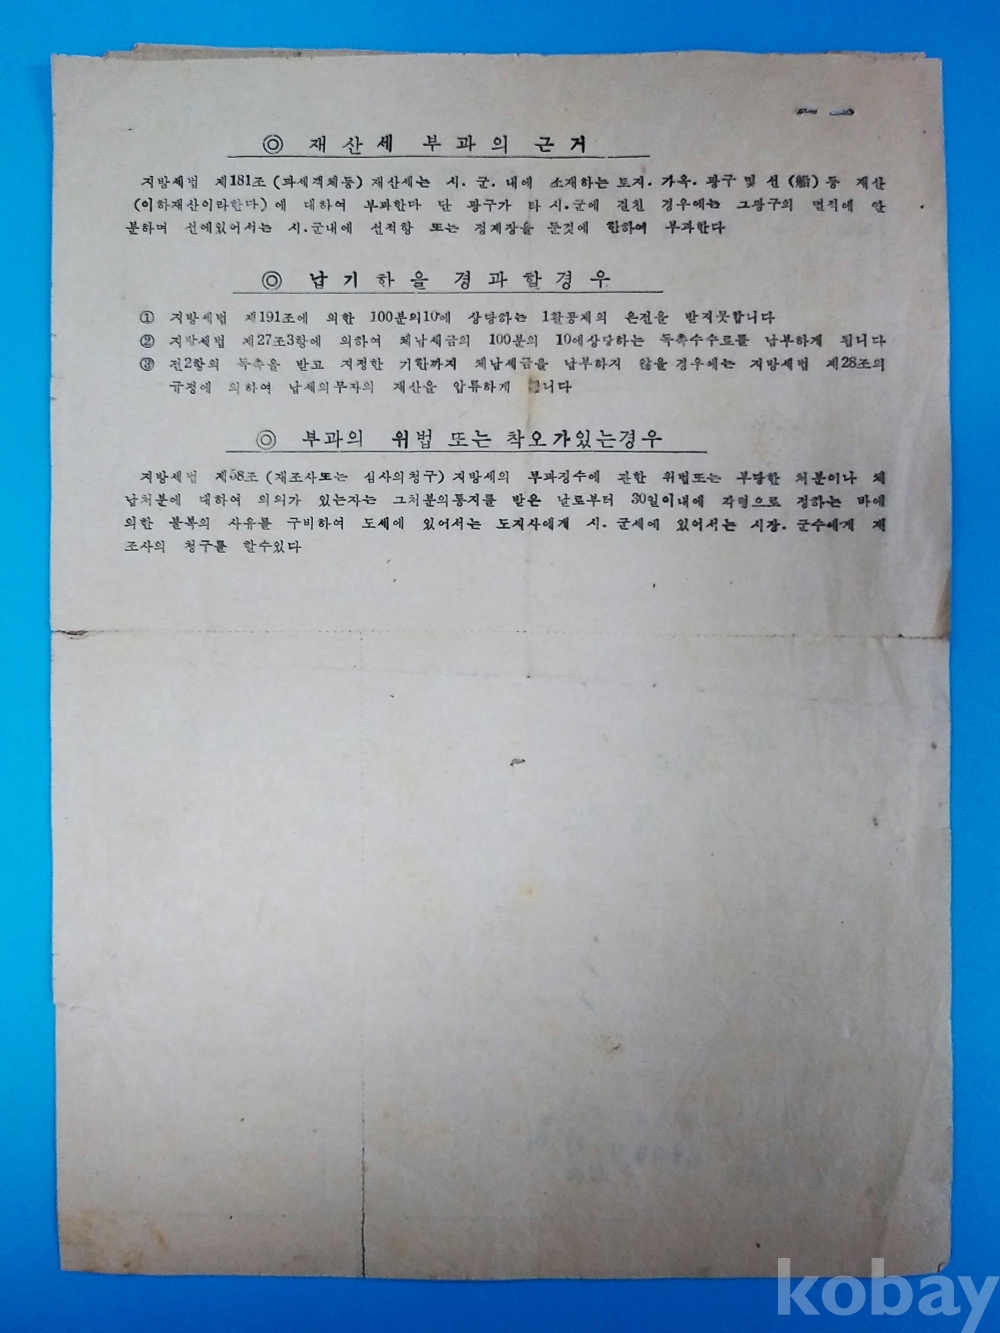 ◎ 재산세 부과의 근거
지방세법 제181조 (과세객체등) 재산세는 시.군.내에 소재하는 토지.가옥.광구 및 선(船)등 재산
(이하재산이라한다)에 대하여 부과한다 단 광구가 타시.군에 걸친 경우에는 그광구의 면적에 안
분하며 선에있어서는 시.군내에 선적항 또는 정계장을 둔것에 한하여 부과한다
◎ 납기하을 경과할경우
① 지방세법 제191조에 의한 100분의10에 상당하는 1활공제의 은전을 받지못합니다
② 지방세법 제27조3항에 의하여 체납세금의 100분의 10에상당하는 독촉수수료를 납부하게 됩니다
③ 전2항의 독촉을 받고 지정한 기한까지 체납세금을 납부하지 않을경우에는 지방세법 제28조의
규정에 의하여 납세의무자의 재산을 압류하게 니다
◎ 부과의 위법 또는 착오가있는경우
지방세법 제58조 (재조사또는 심사의청구) 지방세의 부과징수에 관한 위법또는 부당한 처분이나 체
납처분에 대하여 의의가 있는자는 그처분의통지를 받은 날로부터 30일이내에 각령으로 정하는 바에
의한 불복의 사유를 구비하여 도세에 있어서는 도지사에게 시.군세에 있어서는 시장.군수에게 재
조사의 청구를 할수있다
kobay